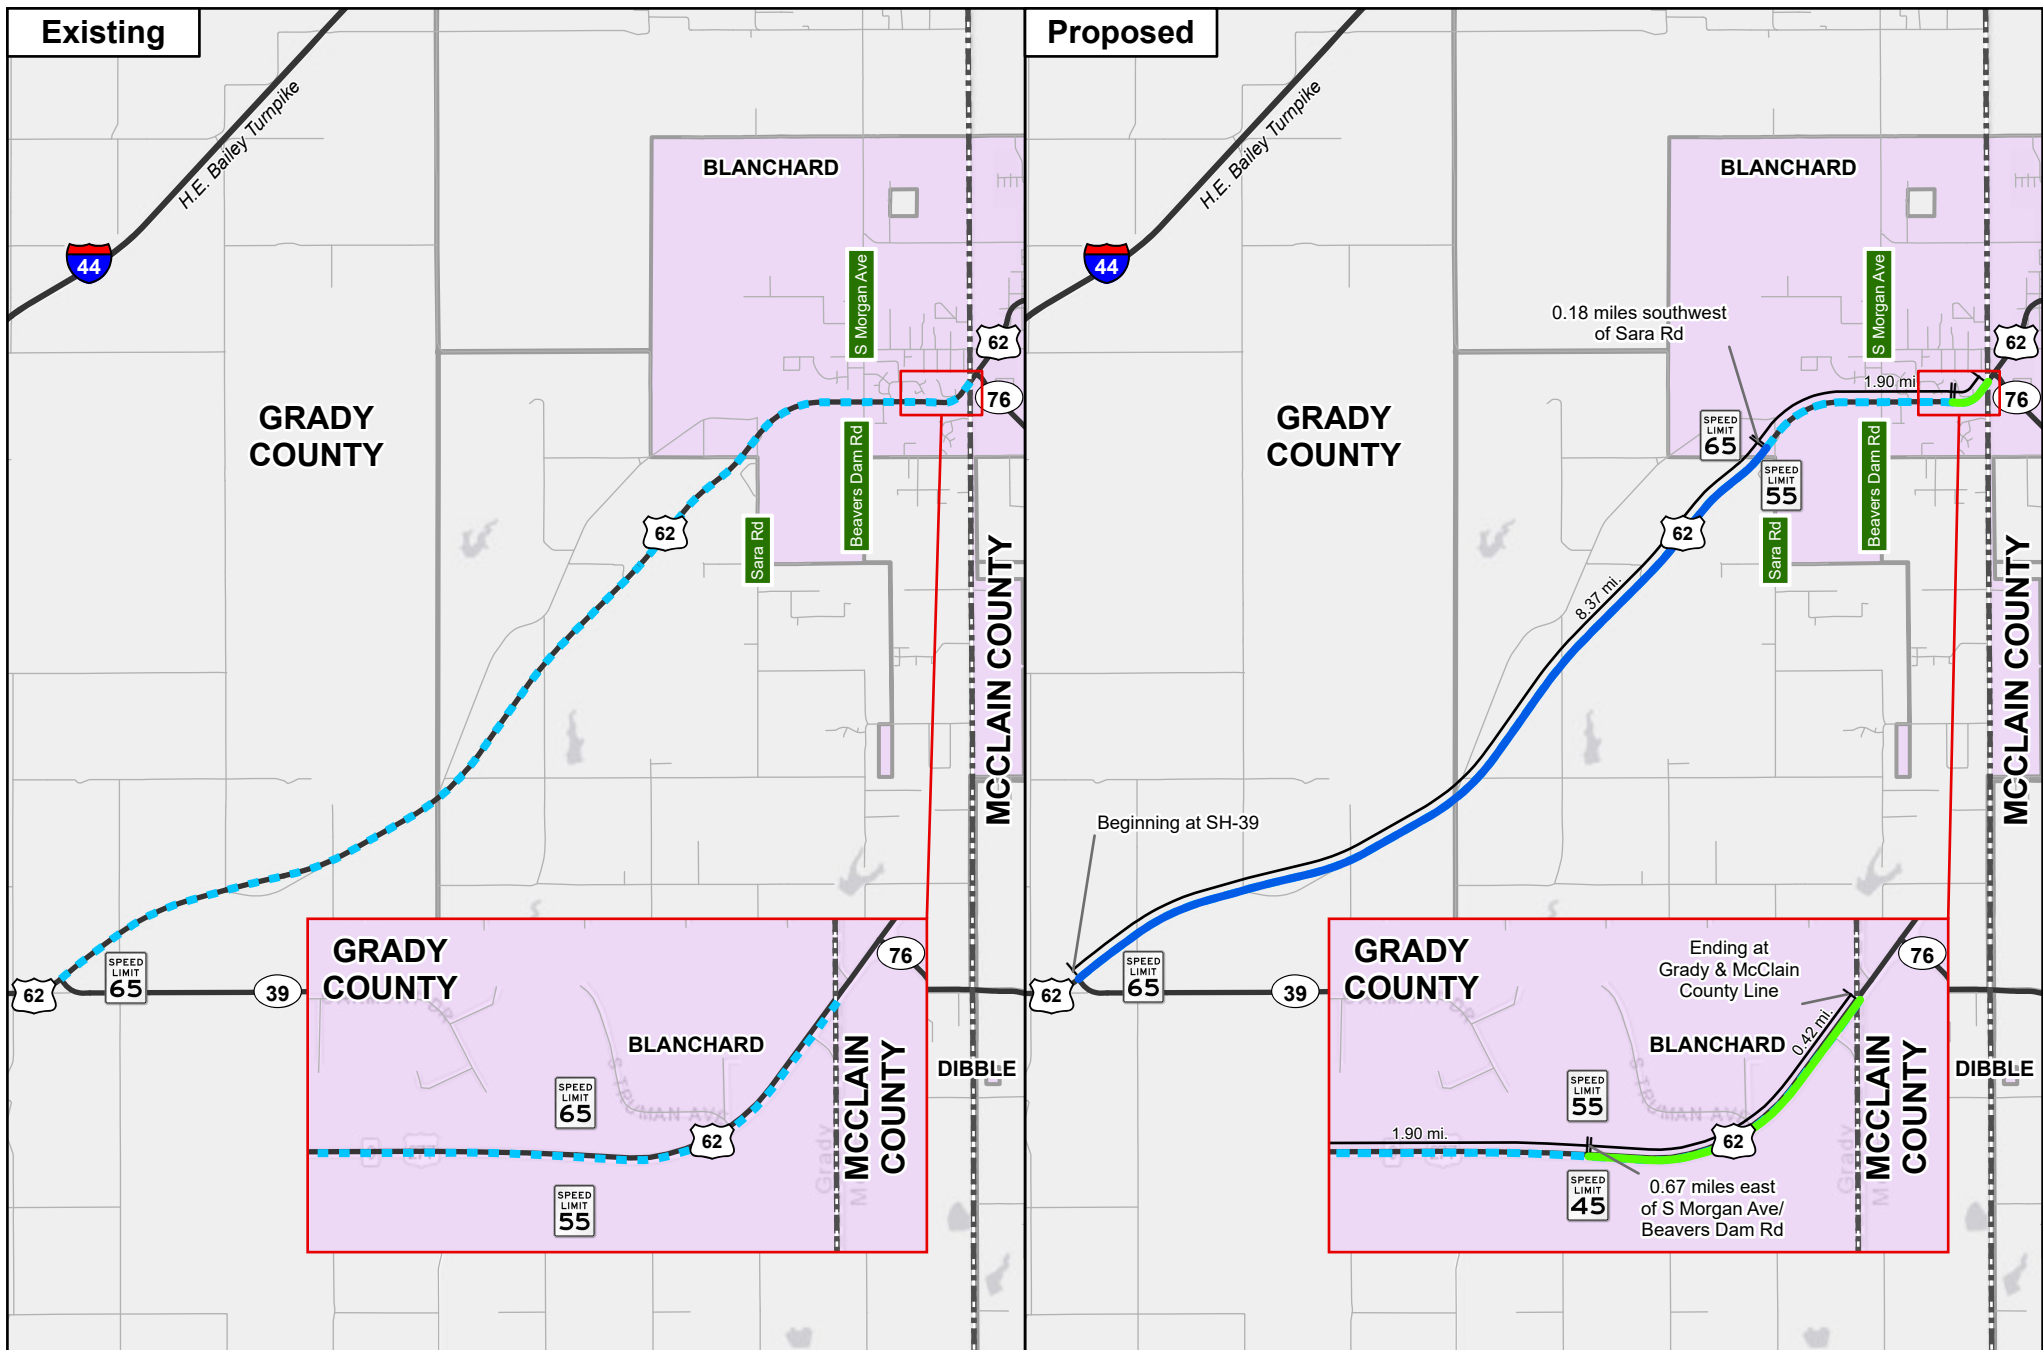 Existing
H.E. Bailey Turnpike
44
BLANCHARD
S Morgan Ave
62
76
GRADY
COUNTY
Beavers Dam Rd
62
Sara Rd
MCCLAIN COUNTY
SPEED
LIMIT
65
62
39
DIBBLE
GRADY
COUNTY
76
BLANCHARD
S TRUMAN AVE
SPEED
LIMIT
65
62
SPEED
LIMIT
55
MCCLAIN
COUNTY
Grady
Proposed
H.E. Bailey Turnpike
44
BLANCHARD
S Morgan Ave
0.18 miles southwest
of Sara Rd
62
1.90 mi
76
SPEED
LIMIT
65
SPEED
LIMIT
55
GRADY
COUNTY
Beavers Dam Rd
62
Sara Rd
8.37 mi.
MCCLAIN COUNTY
Beginning at SH-39
SPEED
LIMIT
65
62
39
DIBBLE
GRADY
COUNTY
Ending at
Grady & McClain
County Line
76
0.42 mi.
BLANCHARD
S TRUMAN AVE
SPEED
LIMIT
55
1.90 mi.
62
SPEED
LIMIT
45
0.67 miles east
of S Morgan Ave/
Beavers Dam Rd
MCCLAIN
COUNTY
Grady